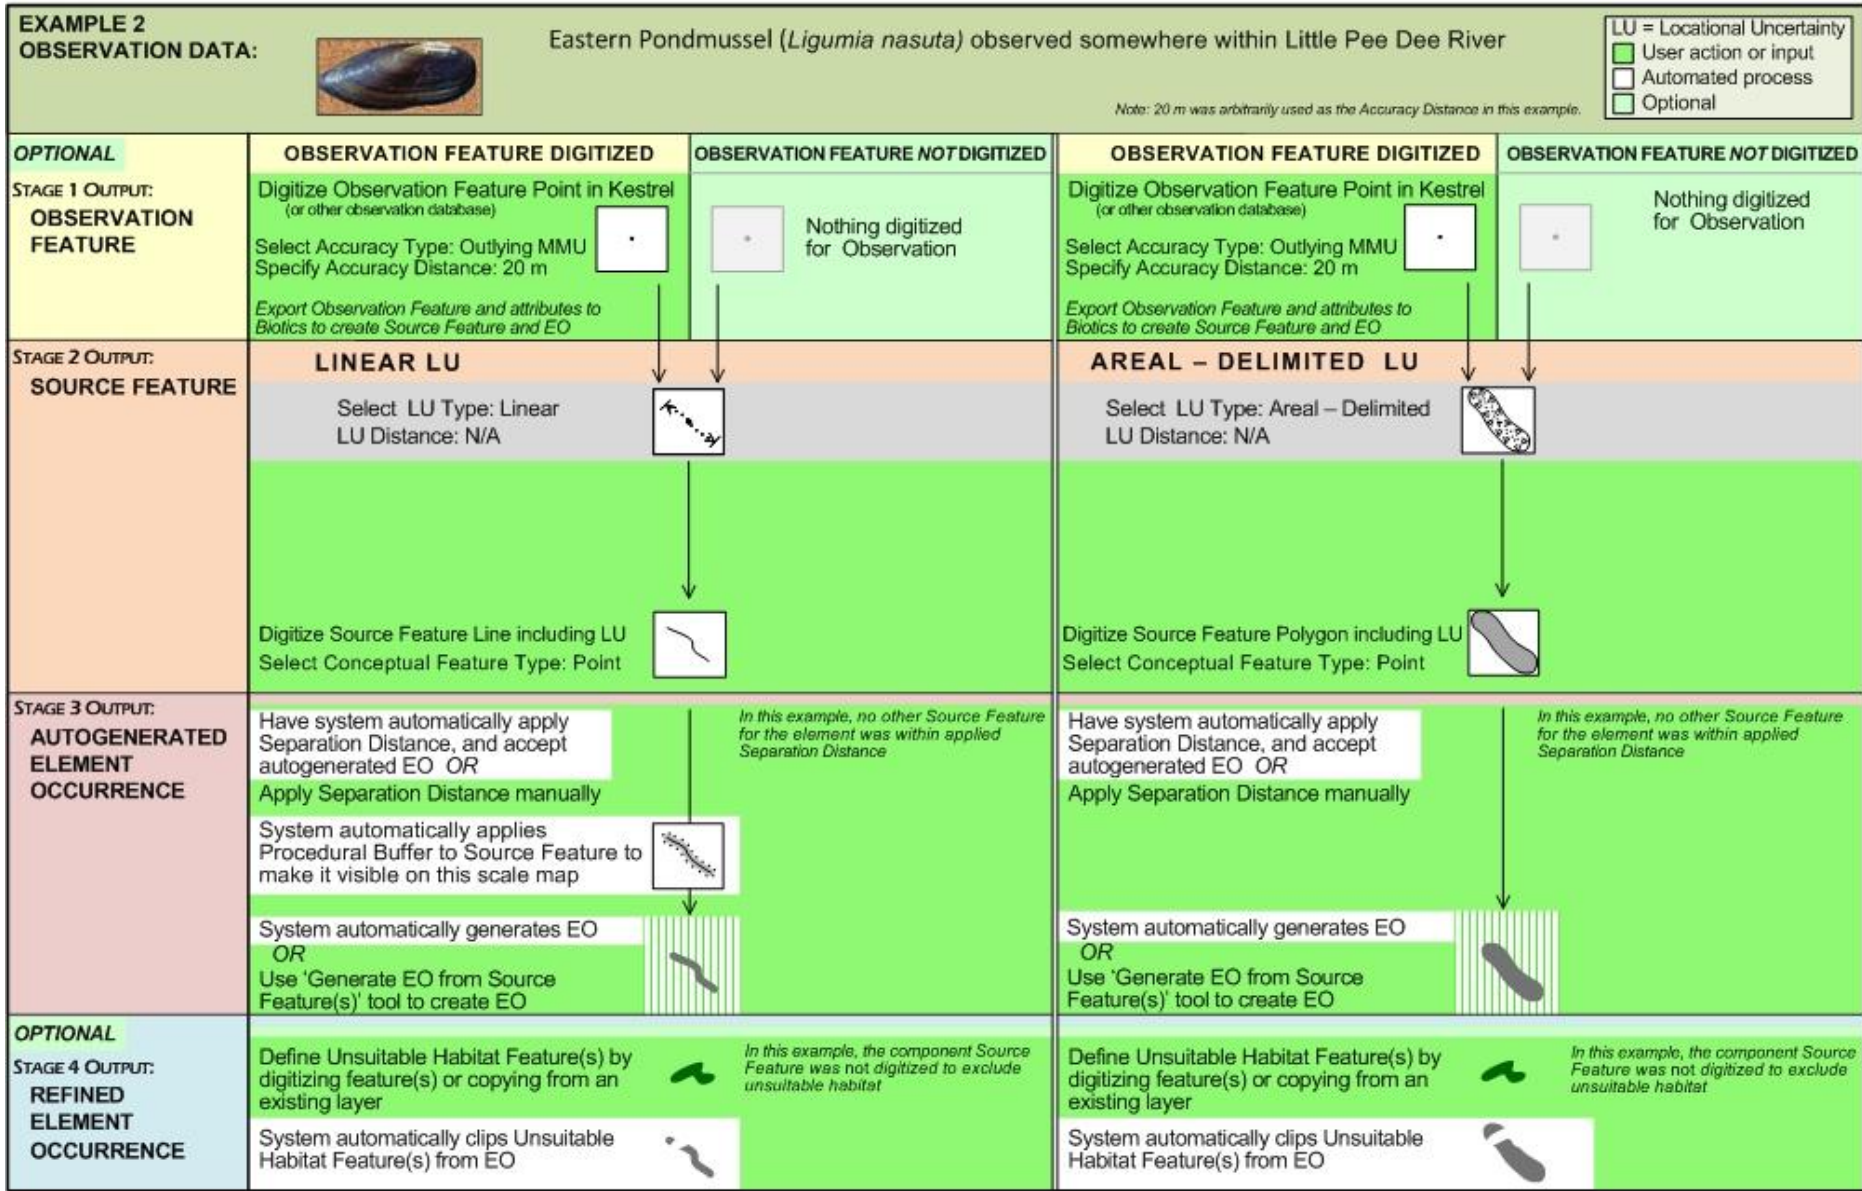 EXAMPLE 2
OBSERVATION DATA:
Eastern Pondmussel (Ligumia nasuta) observed somewhere within Little Pee Dee River
Note: 20 m was arbitrarily used as the Accuracy Distance in this example.
LU = Locational Uncertainty
User action or input
Automated process
Optional
OPTIONAL
STAGE 1 OUTPUT:
OBSERVATION
FEATURE
OBSERVATION FEATURE DIGITIZED
Digitize Observation Feature Point in Kestrel
(or other observation database)
Select Accuracy Type: Outlying MMU
Specify Accuracy Distance: 20 m
Export Observation Feature and attributes to
Biotics to create Source Feature and EO
OBSERVATION FEATURE NOT DIGITIZED
Nothing digitized
for Observation
OBSERVATION FEATURE DIGITIZED
Digitize Observation Feature Point in Kestrel
(or other observation database)
Select Accuracy Type: Outlying MMU
Specify Accuracy Distance: 20 m
Export Observation Feature and attributes to
Biotics to create Source Feature and EO
OBSERVATION FEATURE NOT DIGITIZED
Nothing digitized
for Observation
STAGE 2 OUTPUT:
SOURCE FEATURE
LINEAR LU
Select LU Type: Linear
LU Distance: N/A
Digitize Source Feature Line including LU
Select Conceptual Feature Type: Point
AREAL – DELIMITED LU
Select LU Type: Areal – Delimited
LU Distance: N/A
Digitize Source Feature Polygon including LU
Select Conceptual Feature Type: Point
STAGE 3 OUTPUT:
AUTOGENERATED
ELEMENT
OCCURRENCE
Have system automatically apply
Separation Distance, and accept
autogenerated EO OR
Apply Separation Distance manually
System automatically applies
Procedural Buffer to Source Feature to
make it visible on this scale map
System automatically generates EO
OR
Use 'Generate EO from Source
Feature(s)' tool to create EO
In this example, no other Source Feature
for the element was within applied
Separation Distance
Have system automatically apply
Separation Distance, and accept
autogenerated EO OR
Apply Separation Distance manually
System automatically generates EO
OR
Use 'Generate EO from Source
Feature(s)' tool to create EO
In this example, no other Source Feature
for the element was within applied
Separation Distance
OPTIONAL
STAGE 4 OUTPUT:
REFINED
ELEMENT
OCCURRENCE
Define Unsuitable Habitat Feature(s) by
digitizing feature(s) or copying from an
existing layer
System automatically clips Unsuitable
Habitat Feature(s) from EO
In this example, the component Source
Feature was not digitized to exclude
unsuitable habitat
Define Unsuitable Habitat Feature(s) by
digitizing feature(s) or copying from an
existing layer
System automatically clips Unsuitable
Habitat Feature(s) from EO
In this example, the component Source
Feature was not digitized to exclude
unsuitable habitat